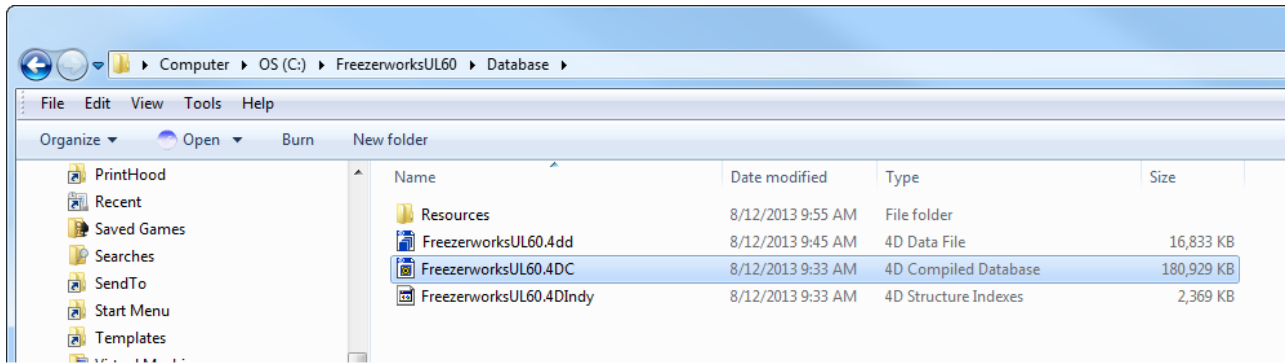 Computer OS (C:) FreezerworksUL60 Database
File Edit View Tools Help
Organize Open Burn New folder
PrintHood
Recent
Saved Games
Searches
SendTo
Start Menu
Templates
Name Date modified Type Size
Resources 8/12/2013 9:55 AM File folder
FreezerworksUL60.4dd 8/12/2013 9:45 AM 4D Data File 16,833 KB
FreezerworksUL60.4DC 8/12/2013 9:33 AM 4D Compiled Database 180,929 KB
FreezerworksUL60.4DIndy 8/12/2013 9:33 AM 4D Structure Indexes 2,369 KB